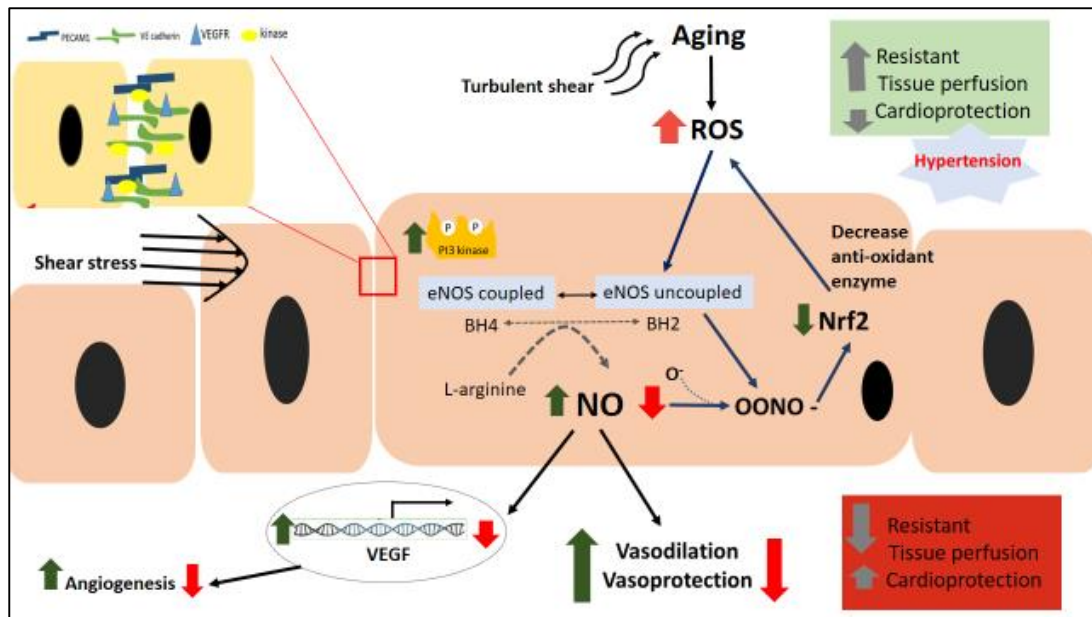 PECAM1 VE cadherin VEGFR kinase
Aging
Turbulent shear
ROS
Resistant
Tissue perfusion
Cardioprotection
Hypertension
Shear stress
P P
PI3 kinase
Decrease
anti-oxidant
enzyme
eNOS coupled eNOS uncoupled
BH4 BH2
Nrf2
L-arginine
O-
NO
OONO -
VEGF
Angiogenesis
Vasodilation
Vasoprotection
Resistant
Tissue perfusion
Cardioprotection